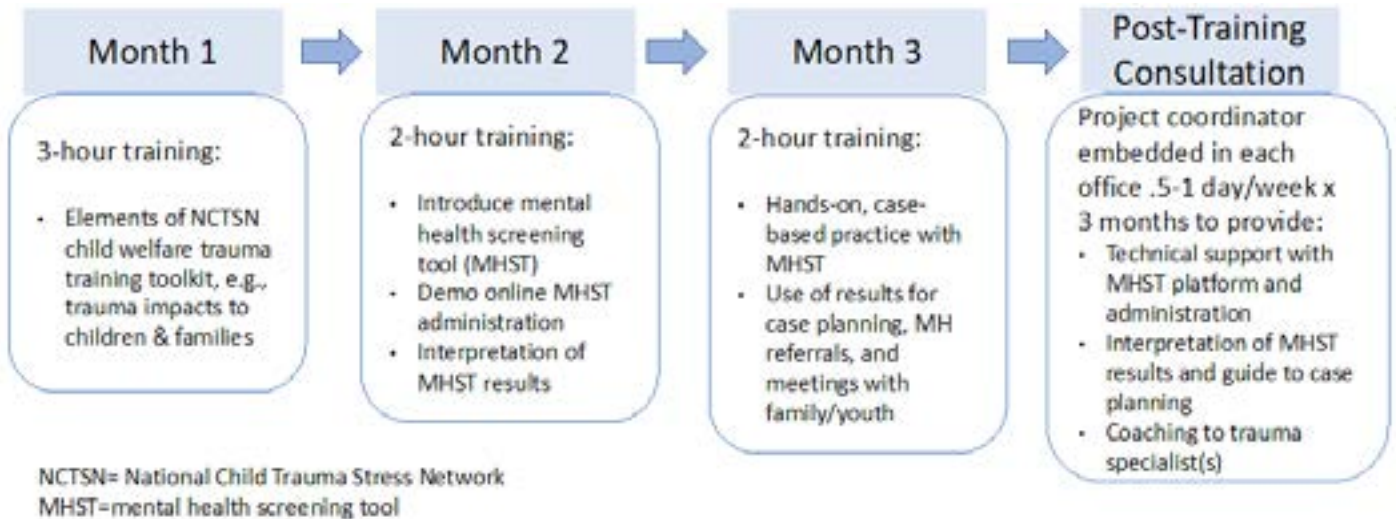 Month 1
3-hour training:
• Elements of NCTSN
child welfare trauma
training toolkit, e.g.,
trauma impacts to
children & families
Month 2
2-hour training:
• Introduce mental
health screening
tool (MHST)
• Demo online MHST
administration
• Interpretation of
MHST results
Month 3
2-hour training:
• Hands-on, case-
based practice with
MHST
• Use of results for
case planning, MH
referrals, and
meetings with
family/youth
Post-Training
Consultation
Project coordinator
embedded in each
office .5-1 day/week x
3 months to provide:
• Technical support with
MHST platform and
administration
• Interpretation of MHST
results and guide to case
planning
• Coaching to trauma
specialist(s)
NCTSN= National Child Trauma Stress Network
MHST=mental health screening tool